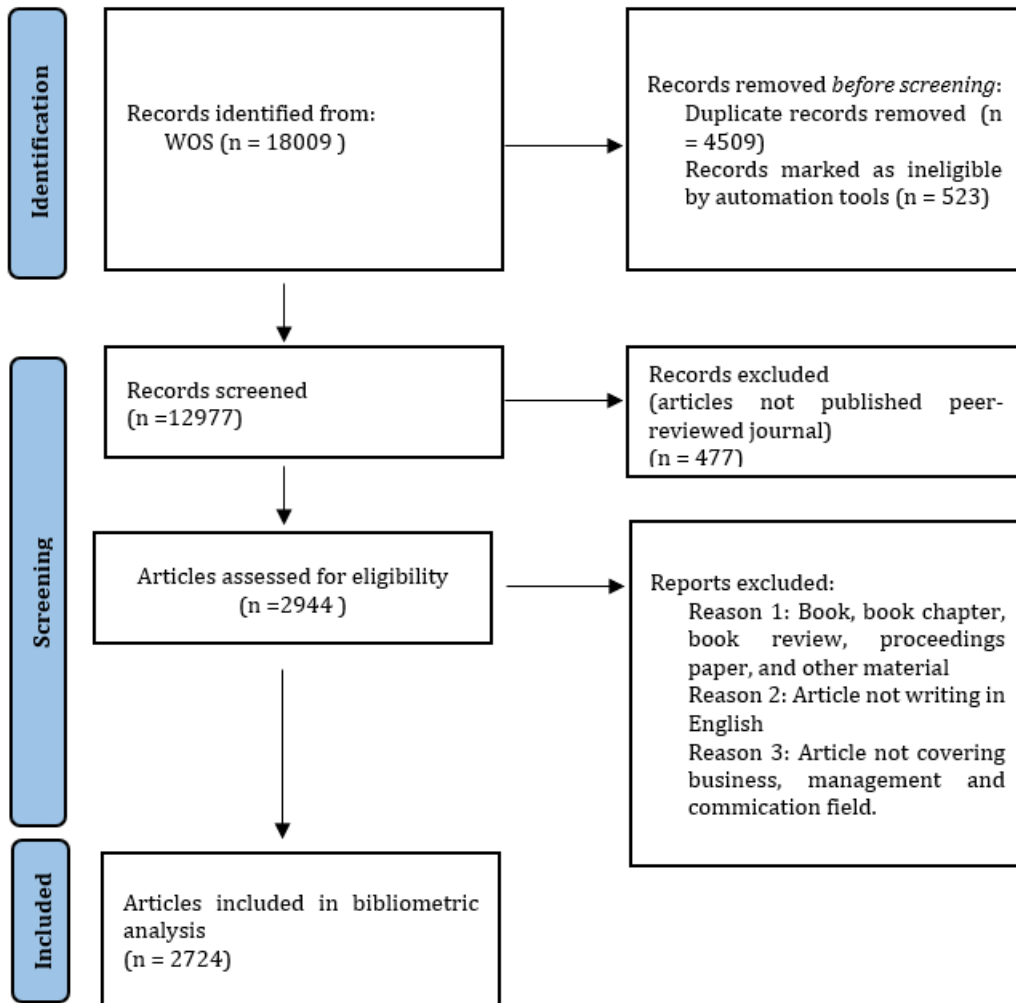 Identification
Records identified from:
WOS (n = 18009 )
Records removed before screening:
Duplicate records removed (n
= 4509)
Records marked as ineligible
by automation tools (n = 523)
Screening
Records screened
(n =12977)
Records excluded
(articles not published peer-
reviewed journal)
(n = 477)
Articles assessed for eligibility
(n =2944 )
Reports excluded:
Reason 1: Book, book chapter,
book review, proceedings
paper, and other material
Reason 2: Article not writing in
English
Reason 3: Article not covering
business, management and
commication field.
Included
Articles included in bibliometric
analysis
(n = 2724)